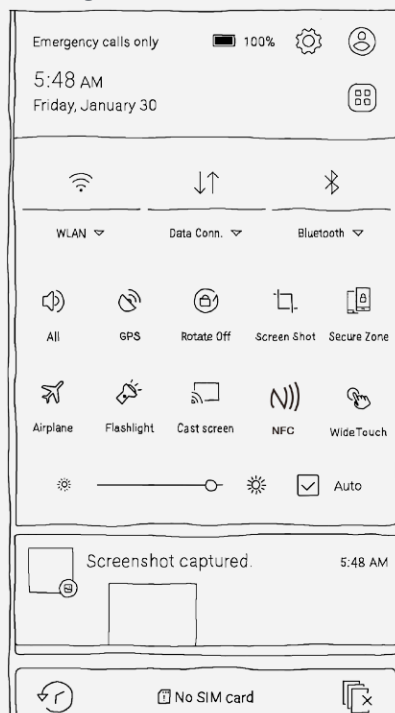 Emergency calls only 100%
5:48 AM
Friday, January 30
WLAN Data Conn. Bluetooth
All GPS Rotate Off Screen Shot Secure Zone
Airplane Flashlight Cast screen NFC WideTouch
Auto
Screenshot captured. 5:48 AM
No SIM card